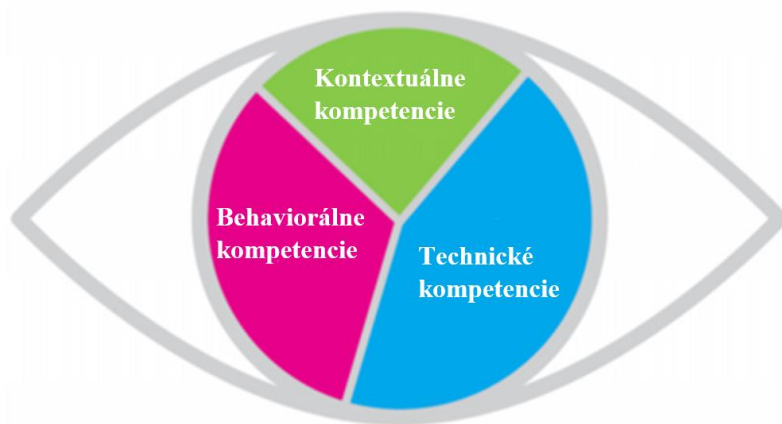 Kontextuálne
kompetencie
Behaviorálne
kompetencie
Technické
kompetencie